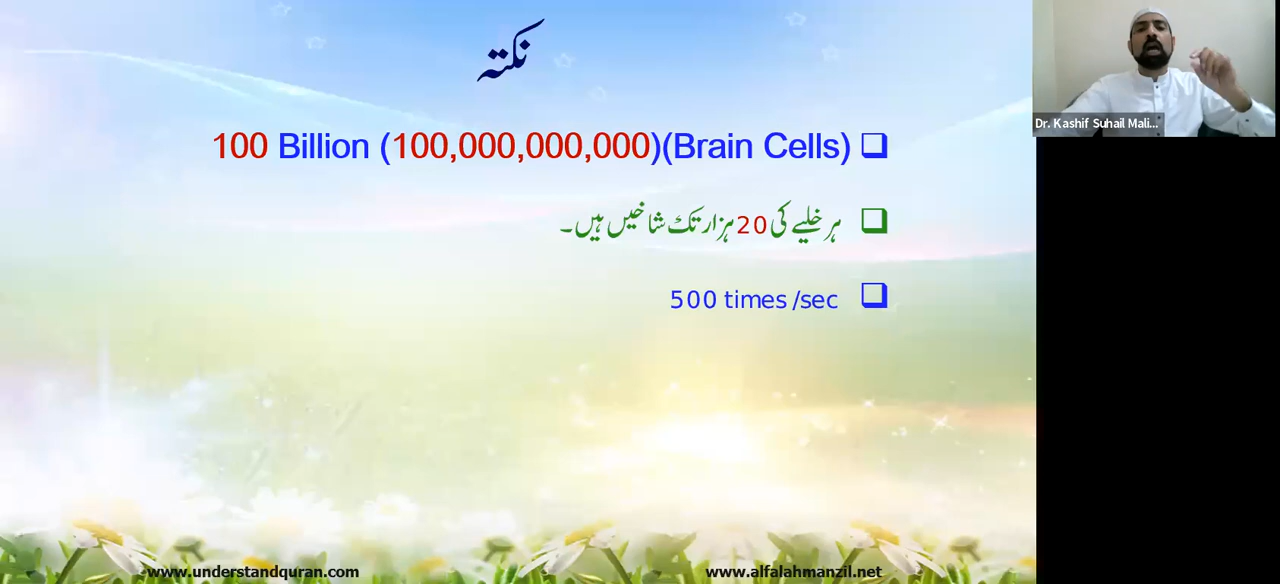 نکتہ
100 Billion (100,000,000,000)(Brain Cells)
ہر خلیے کی 20 ہزار تک شاخیں ہیں۔
500 times /sec
www.understandquran.com
www.alfalahmanzil.net
Dr. Kashif Suhail Mali...